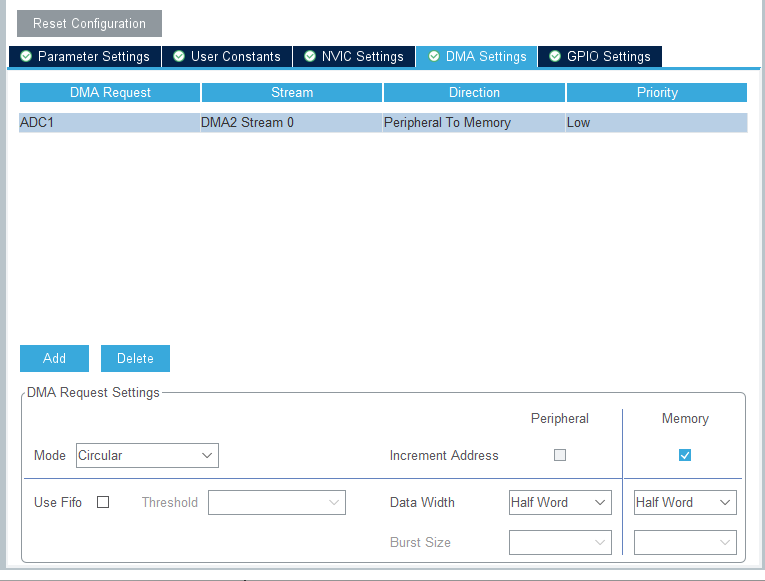 Reset Configuration
Parameter Settings User Constants NVIC Settings DMA Settings GPIO Settings
DMA Request Stream Direction Priority
ADC1 DMA2 Stream 0 Peripheral To Memory Low
Add Delete
DMA Request Settings
Peripheral Memory
Mode Circular Increment Address
Use Fifo Threshold Data Width Half Word Half Word
Burst Size